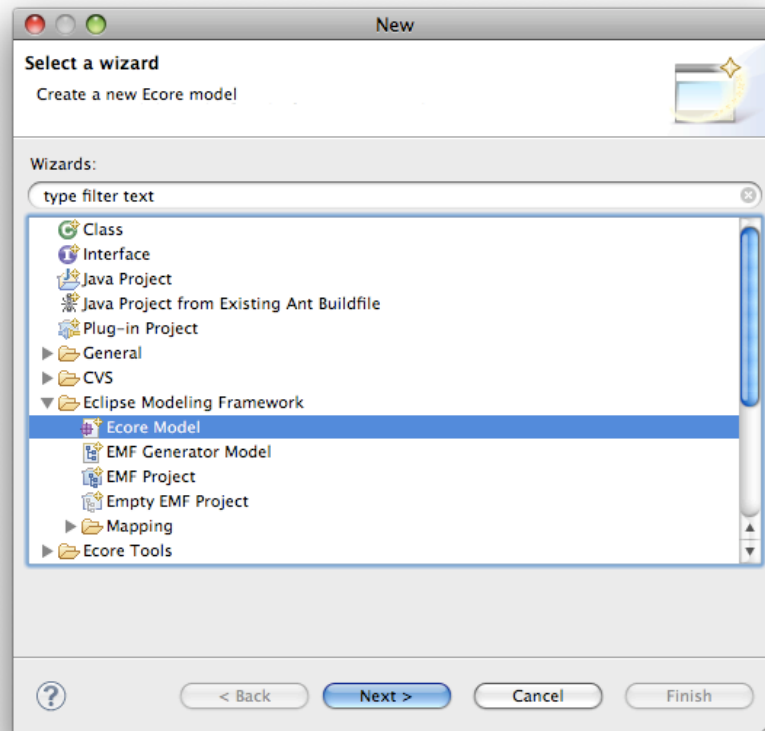 New
Select a wizard
Create a new Ecore model
Wizards:
type filter text
Class
Interface
Java Project
Java Project from Existing Ant Buildfile
Plug-in Project
General
CVS
Eclipse Modeling Framework
Ecore Model
EMF Generator Model
EMF Project
Empty EMF Project
Mapping
Ecore Tools
? < Back Next > Cancel Finish